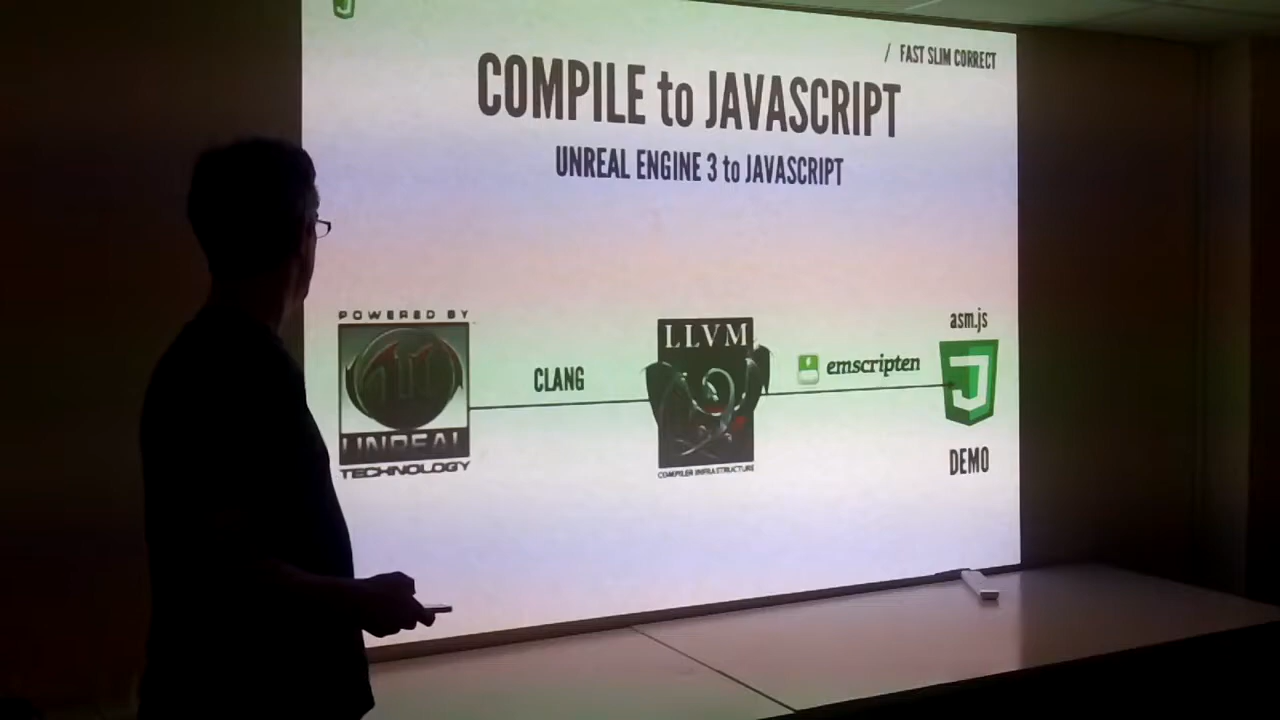 / FAST SLIM CORRECT
COMPILE to JAVASCRIPT
UNREAL ENGINE 3 to JAVASCRIPT
POWERED BY
UNREAL
TECHNOLOGY
CLANG
LLVM
COMPILER INFRASTRUCTURE
emscripten
asm.js
DEMO